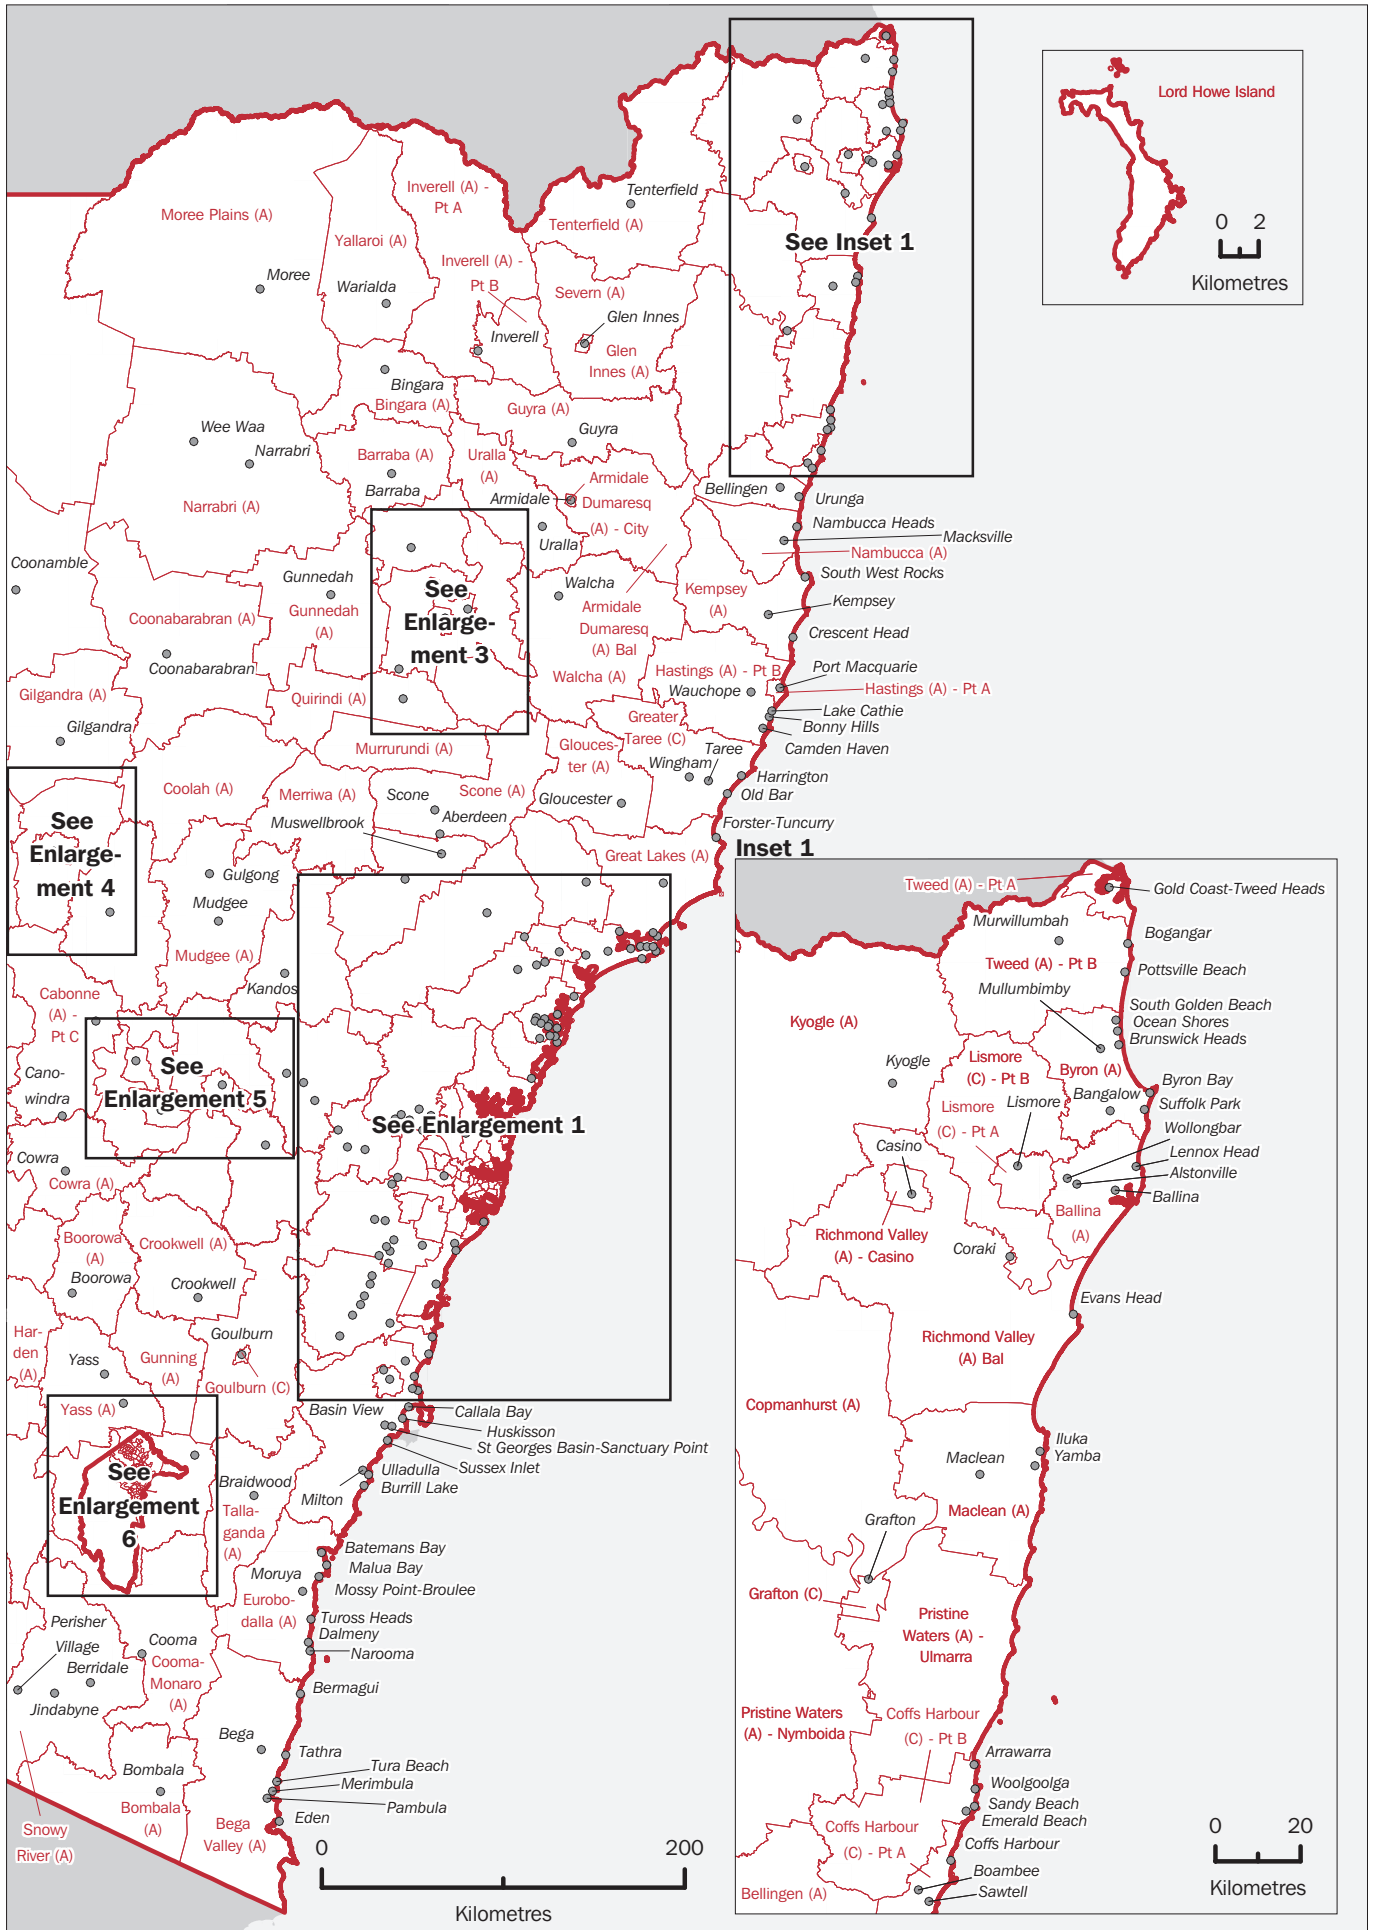 Lord Howe Island
0 2
Kilometres
Tenterfield
Inverell (A) -
Pt A
Moree Plains (A)
Tenterfield (A)
Yallaroi (A)
See Inset 1
Inverell (A) -
Pt B
Moree
Warialda
Severn (A)
Glen Innes
Inverell
Glen
Innes (A)
Bingara
Bingara (A)
Guyra (A)
Wee Waa
Guyra
Narrabri
Barraba (A)
Uralla
(A)
Armidale
Dumaresq
(A) - City
Barraba
Armidale
Bellingen
Urunga
Narrabri (A)
Nambucca Heads
Macksville
Uralla
Nambucca (A)
Coonamble
South West Rocks
Gunnedah
Walcha
Kempsey
(A)
Kempsey
See
Enlarge-
ment 3
Coonabarabran (A)
Gunnedah
(A)
Armidale
Dumaresq
(A) Bal
Crescent Head
Coonabarabran
Port Macquarie
Hastings (A) - Pt B
Walcha (A)
Wauchope
Hastings (A) - Pt A
Gilgandra (A)
Quirindi (A)
Lake Cathie
Greater
Taree (C)
Bonny Hills
Gilgandra
Murrurundi (A)
Glouces-
ter (A)
Taree
Camden Haven
Wingham
Harrington
Coolah (A)
Merriwa (A)
Scone
Scone (A)
Gloucester
Old Bar
See
Enlarge-
ment 4
Muswellbrook
Aberdeen
Forster-Tuncurry
Great Lakes (A)
Inset 1
Gulgong
Mudgee
Mudgee (A)
Kandos
Cabonne
(A) -
Pt C
See
Enlargement 5
Cano-
windra
See Enlargement 1
Cowra
Cowra (A)
Boorowa
(A)
Crookwell (A)
Boorowa
Crookwell
Har-
den
(A)
Goulburn
Yass
Gunning
(A)
Goulburn (C)
Yass (A)
Basin View
Callala Bay
Huskisson
St Georges Basin-Sanctuary Point
See
Enlargement
6
Sussex Inlet
Ulladulla
Burrill Lake
Braidwood
Milton
Talla-
ganda
(A)
Batemans Bay
Malua Bay
Moruya
Mossy Point-Broulee
Eurobo-
dalla (A)
Perisher
Village
Tuross Heads
Dalmeny
Cooma
Narooma
Berridale
Cooma-
Monaro
(A)
Jindabyne
Bermagui
Bega
Tathra
Bombala
Tura Beach
Merimbula
Pambula
Bombala
(A)
Snowy
River (A)
Bega
Valley (A)
Eden
0 200
Kilometres
Tweed (A) - Pt A
Gold Coast-Tweed Heads
Murwillumbah
Bogangar
Tweed (A) - Pt B
Pottsville Beach
Mullumbimby
South Golden Beach
Ocean Shores
Brunswick Heads
Kyogle (A)
Kyogle
Lismore
(C) - Pt B
Byron (A)
Byron Bay
Bangalow
Suffolk Park
Lismore
(C) - Pt A
Lismore
Wollongbar
Casino
Lennox Head
Alstonville
Ballina
Ballina
(A)
Richmond Valley
(A) - Casino
Coraki
Evans Head
Richmond Valley
(A) Bal
Copmanhurst (A)
Iluka
Yamba
Maclean
Maclean (A)
Grafton
Grafton (C)
Pristine
Waters (A) -
Ulmarra
Pristine Waters
(A) - Nymboida
Coffs Harbour
(C) - Pt B
Arrawarra
Woolgoolga
Sandy Beach
Emerald Beach
Coffs Harbour
(C) - Pt A
Coffs Harbour
Boambee
Sawtell
Bellingen (A)
0 20
Kilometres